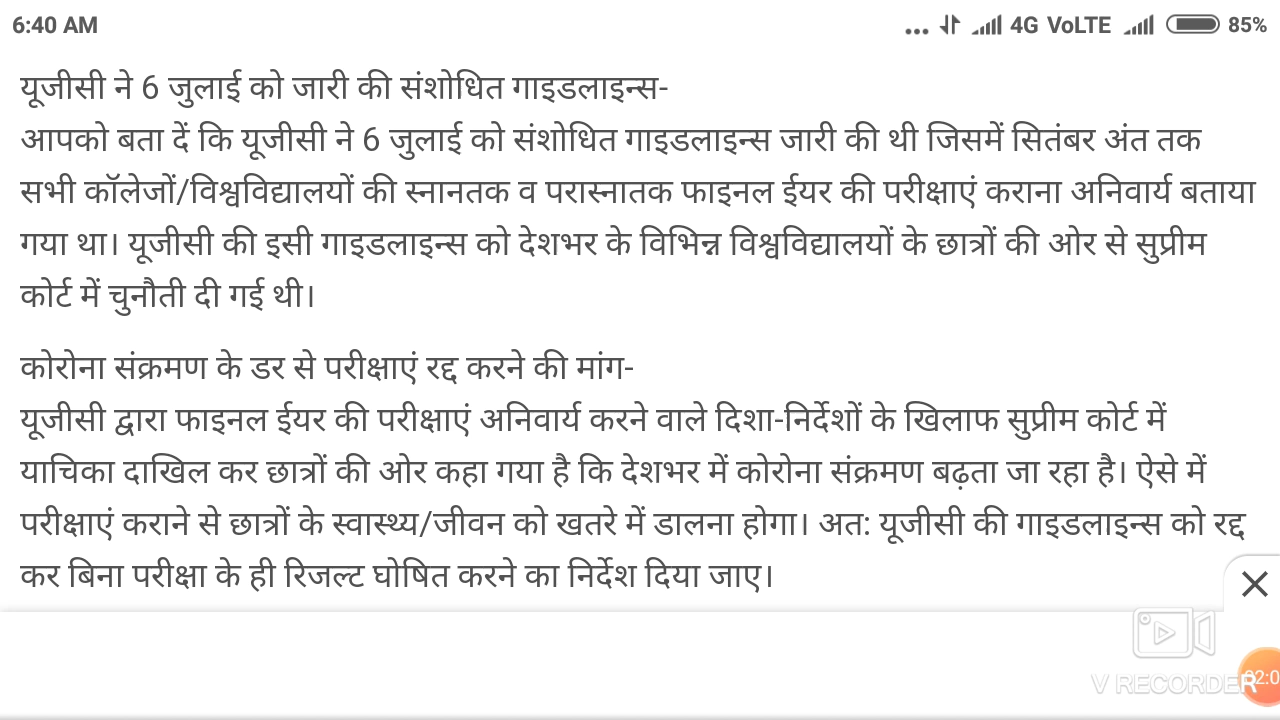 6:40 AM ... 4G VoLTE 85%
यूजीसी ने 6 जुलाई को जारी की संशोधित गाइडलाइन्स-
आपको बता दें कि यूजीसी ने 6 जुलाई को संशोधित गाइडलाइन्स जारी की थी जिसमें सितंबर अंत तक
सभी कॉलेजों/विश्वविद्यालयों की स्नानतक व परास्नातक फाइनल ईयर की परीक्षाएं कराना अनिवार्य बताया
गया था। यूजीसी की इसी गाइडलाइन्स को देशभर के विभिन्न विश्वविद्यालयों के छात्रों की ओर से सुप्रीम
कोर्ट में चुनौती दी गई थी।
कोरोना संक्रमण के डर से परीक्षाएं रद्द करने की मांग-
यूजीसी द्वारा फाइनल ईयर की परीक्षाएं अनिवार्य करने वाले दिशा-निर्देशों के खिलाफ सुप्रीम कोर्ट में
याचिका दाखिल कर छात्रों की ओर कहा गया है कि देशभर में कोरोना संक्रमण बढ़ता जा रहा है। ऐसे में
परीक्षाएं कराने से छात्रों के स्वास्थ्य/जीवन को खतरे में डालना होगा। अत: यूजीसी की गाइडलाइन्स को रद्द
कर बिना परीक्षा के ही रिजल्ट घोषित करने का निर्देश दिया जाए।
V RECORDER